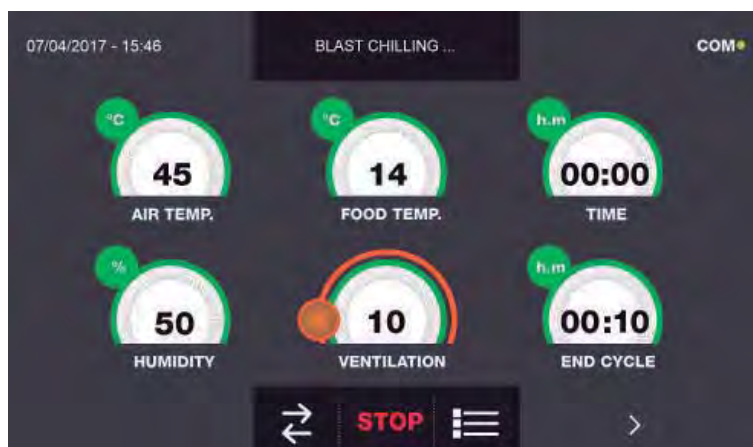 07/04/2017 - 15:46 BLAST CHILLING ... COM
°C °C h.m
45 14 00:00
AIR TEMP. FOOD TEMP. TIME
% h.m
50 10 00:10
HUMIDITY VENTILATION END CYCLE
STOP